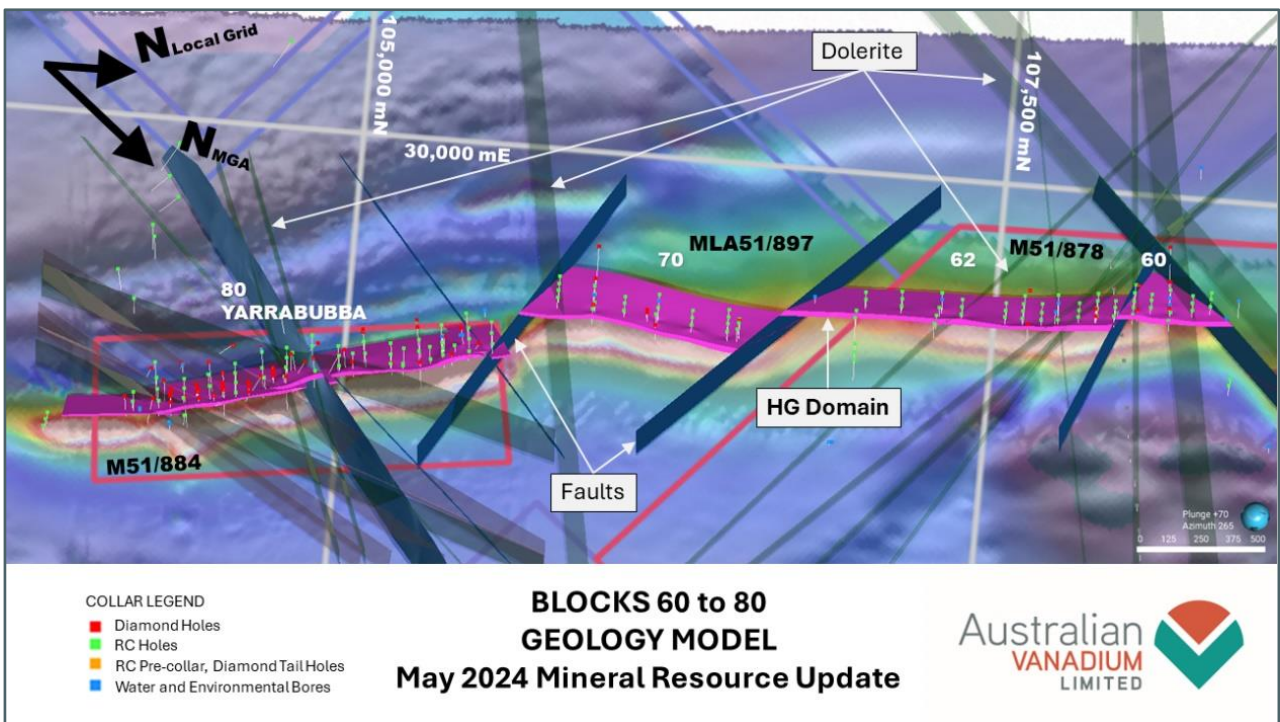 N Local Grid
N MGA
105,000 mN
30,000 mE
Dolerite
107,500 mN
MLA51/897
70
62
M51/878
60
80
YARRABUBBA
HG Domain
M51/884
Faults
Plunge +70
Azimuth 265
0 125 250 375 500
COLLAR LEGEND
Diamond Holes
RC Holes
RC Pre-collar, Diamond Tail Holes
Water and Environmental Bores
BLOCKS 60 to 80
GEOLOGY MODEL
May 2024 Mineral Resource Update
Australian
VANADIUM
LIMITED